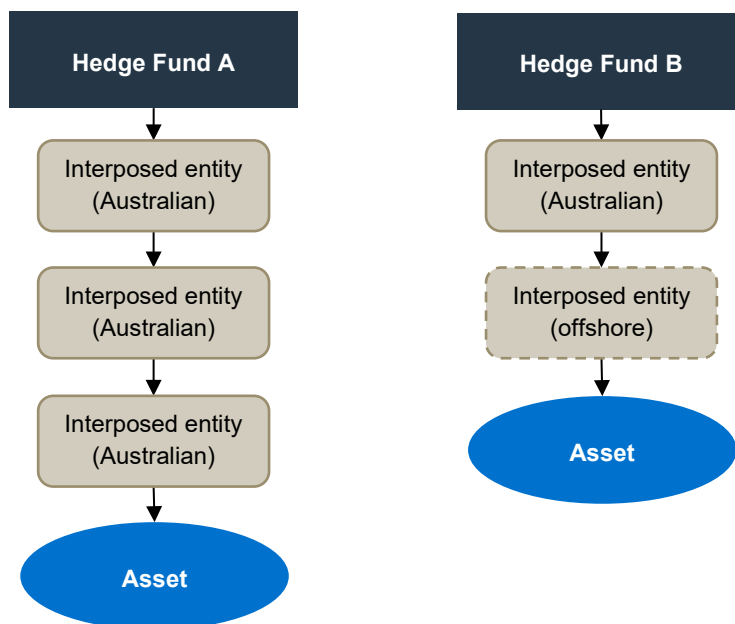 Hedge Fund A
Interposed entity
(Australian)
Interposed entity
(Australian)
Interposed entity
(Australian)
Asset
Hedge Fund B
Interposed entity
(Australian)
Interposed entity
(offshore)
Asset